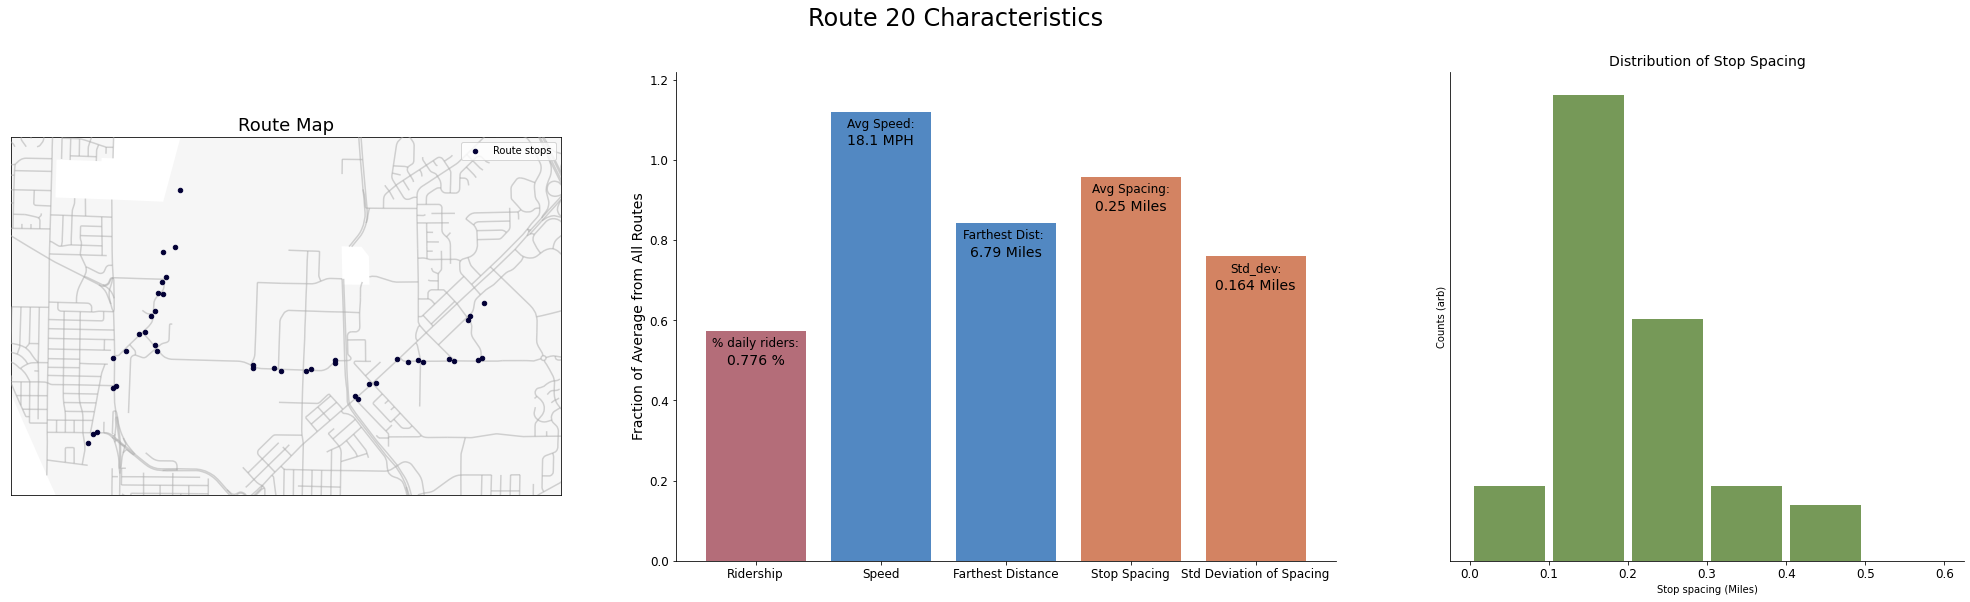 Route 20 Characteristics
Route Map
Route stops
Fraction of Average from All Routes
1.2
1.0
0.8
0.6
0.4
0.2
0.0
% daily riders:
0.776 %
Avg Speed:
18.1 MPH
Farthest Dist:
6.79 Miles
Avg Spacing:
0.25 Miles
Std_dev:
0.164 Miles
Ridership
Speed
Farthest Distance
Stop Spacing
Std Deviation of Spacing
Distribution of Stop Spacing
Counts (arb)
0.0
0.1
0.2
0.3
0.4
0.5
0.6
Stop spacing (Miles)